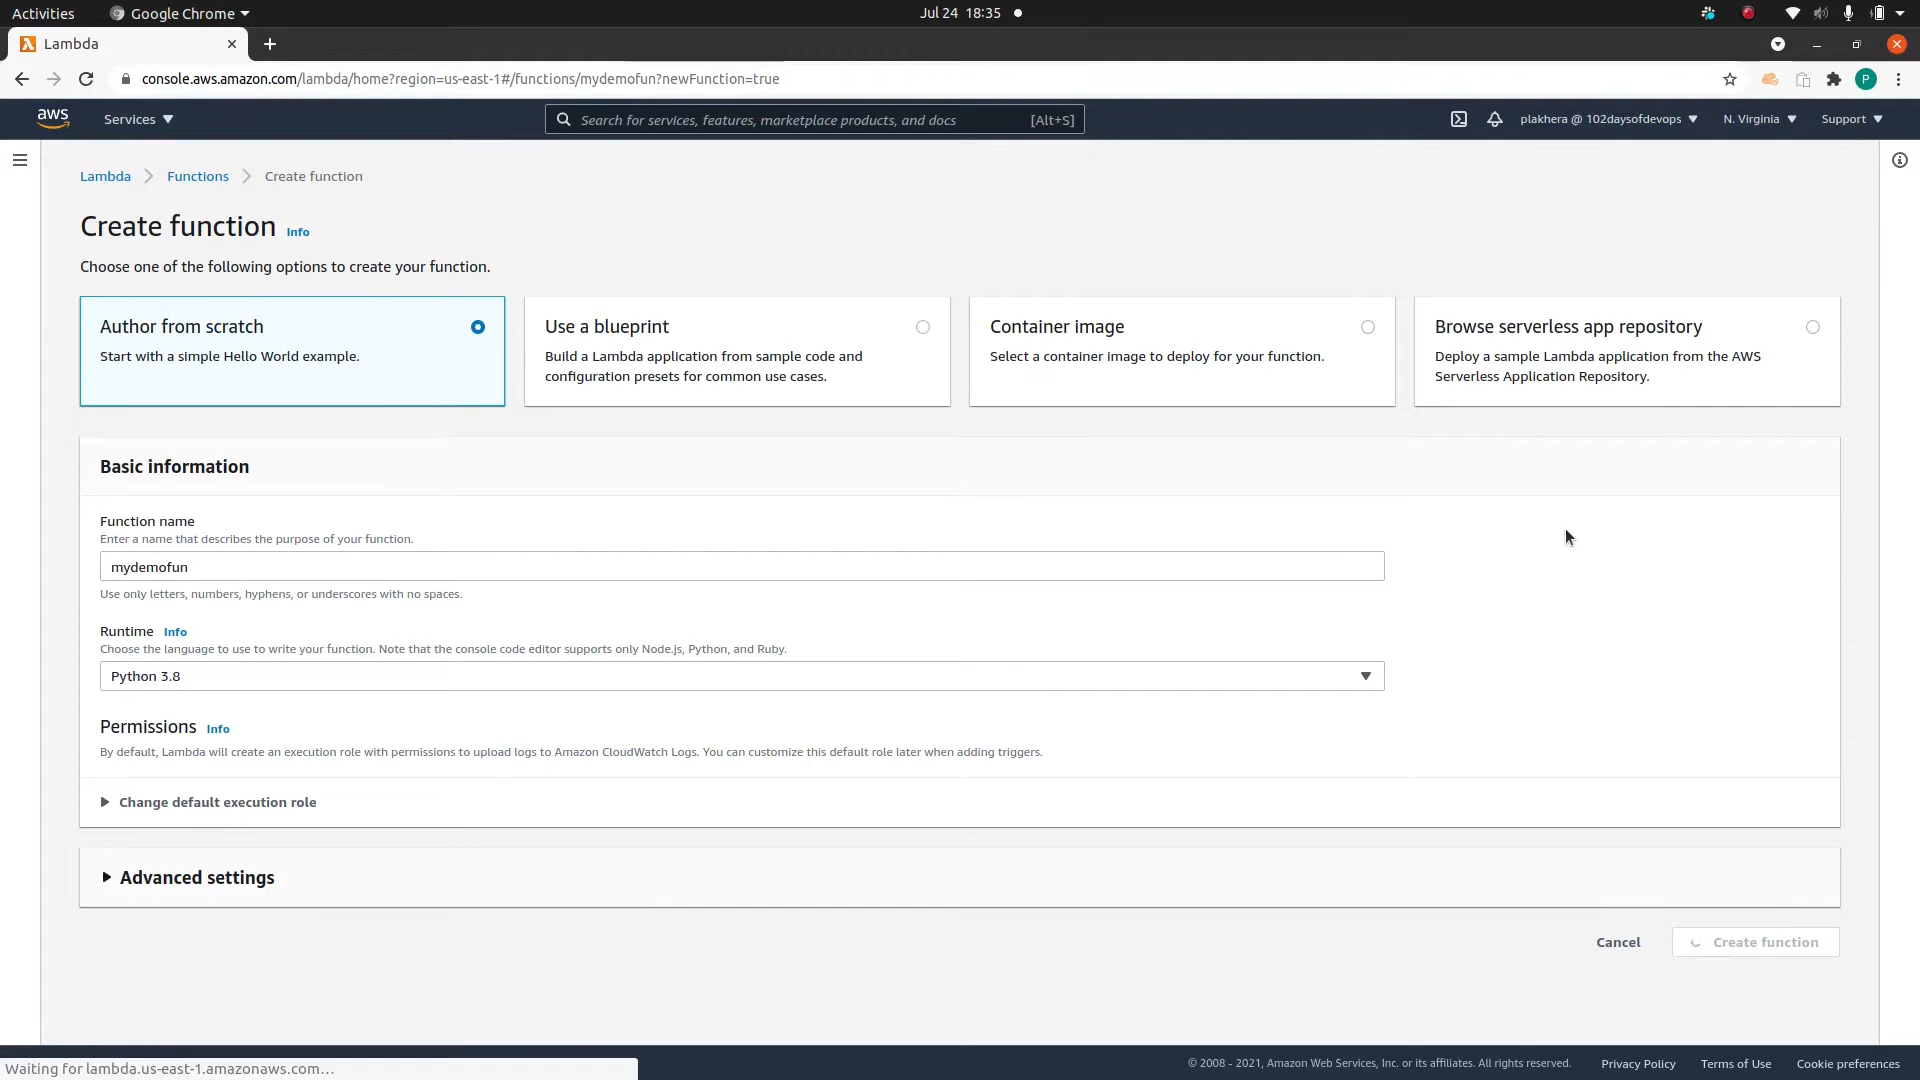 Activities
Google Chrome
Jul 24 18:35
Lambda
console.aws.amazon.com/lambda/home?region=us-east-1#/functions/mydemofun?newFunction=true
P
aws
Services
Search for services, features, marketplace products, and docs
[Alt+S]
plakhera @ 102daysofdevops
N. Virginia
Support
Lambda
Functions
Create function
Create function Info
Choose one of the following options to create your function.
Author from scratch
Start with a simple Hello World example.
Use a blueprint
Build a Lambda application from sample code and
configuration presets for common use cases.
Container image
Select a container image to deploy for your function.
Browse serverless app repository
Deploy a sample Lambda application from the AWS
Serverless Application Repository.
Basic information
Function name
Enter a name that describes the purpose of your function.
mydemofun
Use only letters, numbers, hyphens, or underscores with no spaces.
Runtime Info
Choose the language to use to write your function. Note that the console code editor supports only Node.js, Python, and Ruby.
Python 3.8
Permissions Info
By default, Lambda will create an execution role with permissions to upload logs to Amazon CloudWatch Logs. You can customize this default role later when adding triggers.
Change default execution role
Advanced settings
Cancel
Create function
Waiting for lambda.us-east-1.amazonaws.com...
© 2008 - 2021, Amazon Web Services, Inc. or its affiliates. All rights reserved.
Privacy Policy
Terms of Use
Cookie preferences